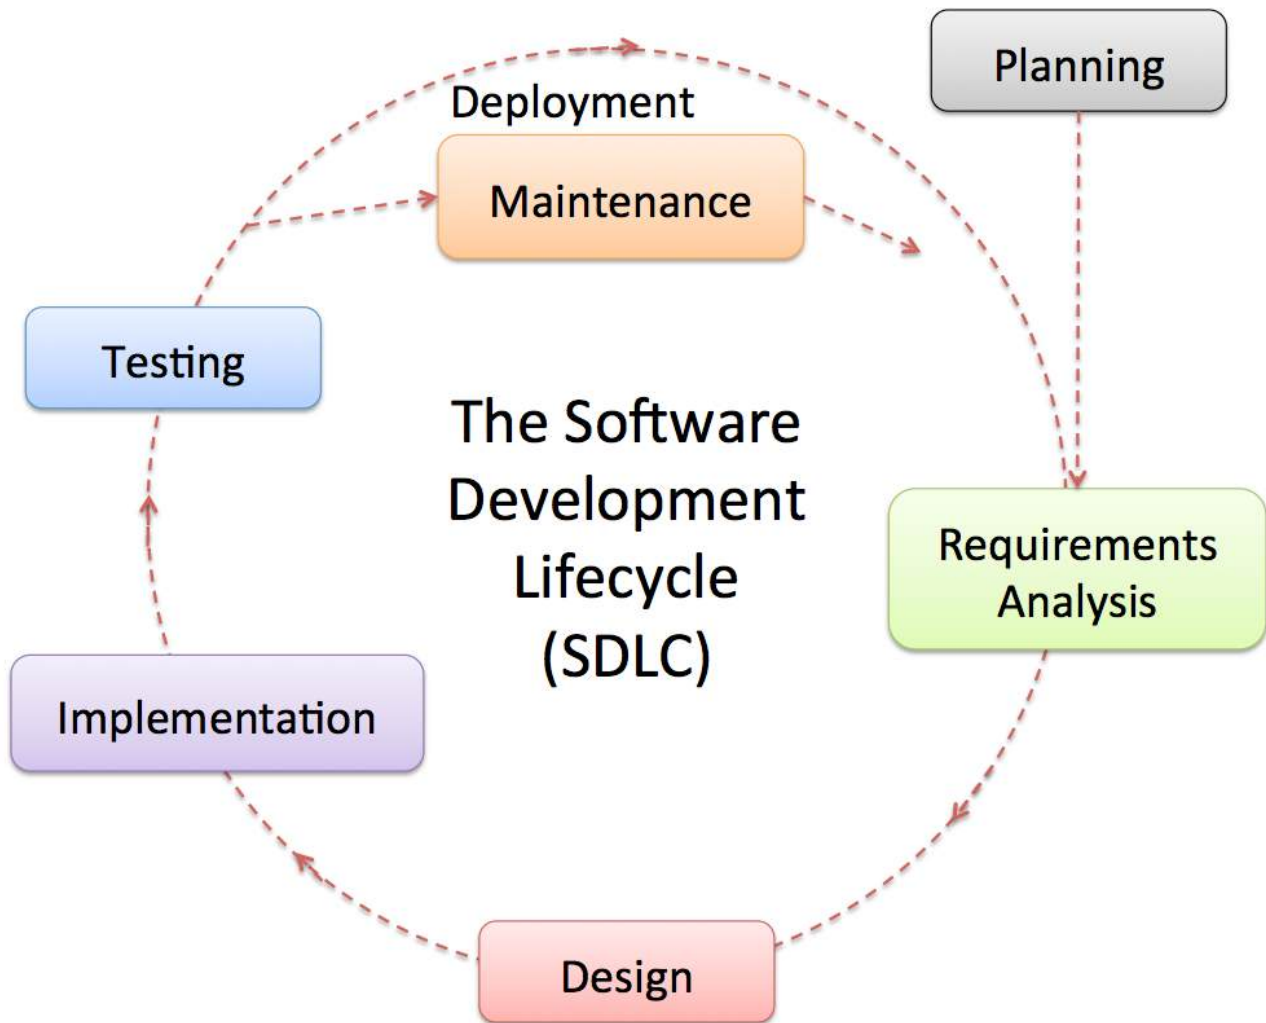 Planning
Deployment
Maintenance
Testing
The Software
Development
Lifecycle
(SDLC)
Requirements
Analysis
Implementation
Design